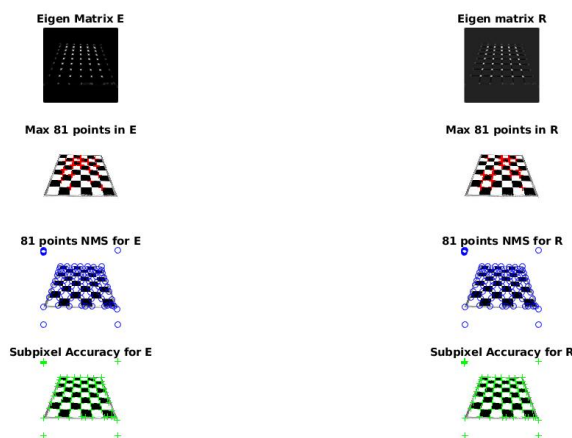 Eigen Matrix E
Eigen matrix R
Max 81 points in E
Max 81 points in R
81 points NMS for E
81 points NMS for R
Subpixel Accuracy for E
Subpixel Accuracy for R